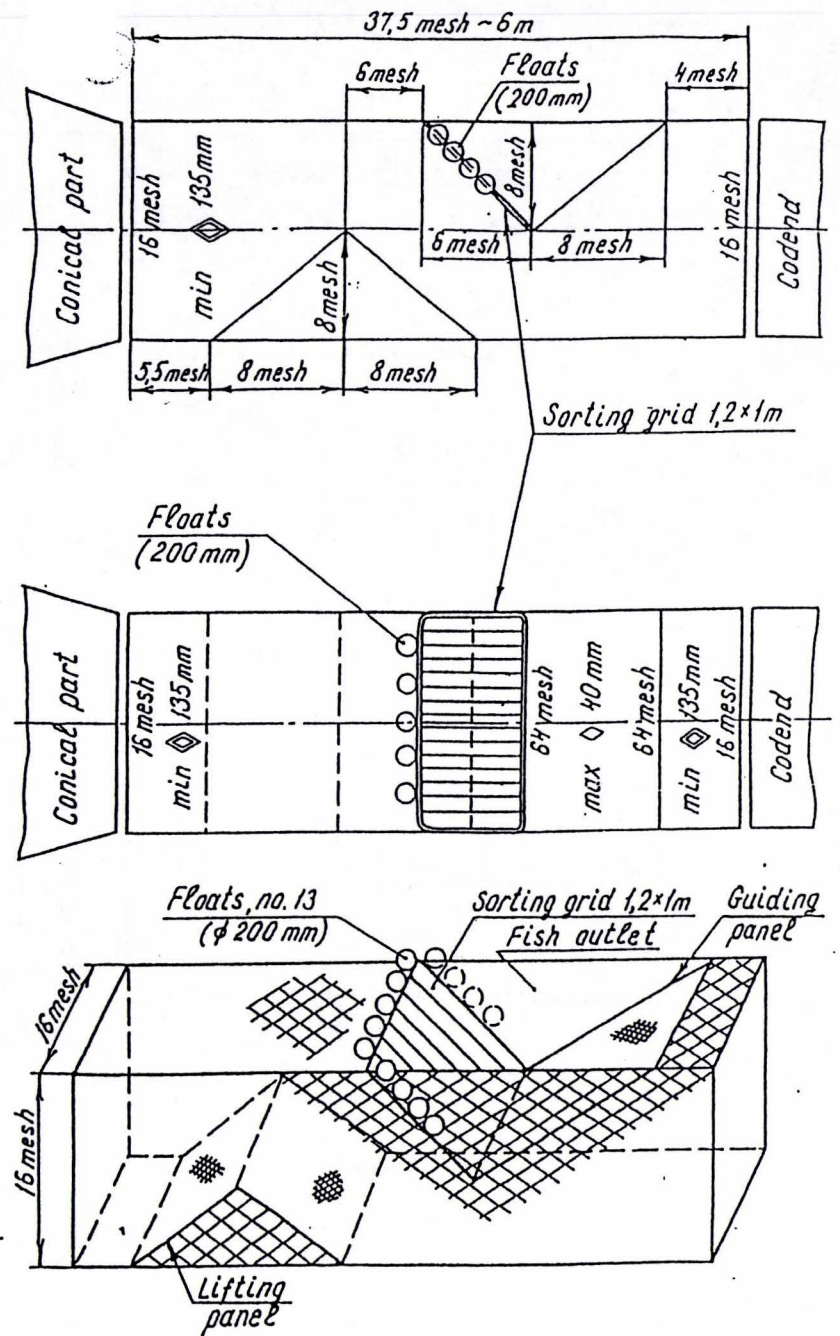 37,5 mesh ~ 6 m
6 mesh
Floats
(200 mm)
4 mesh
Conical part
16 mesh
min 135 mm
8 mesh
8 mesh
6 mesh
8 mesh
16 mesh
Codend
5,5 mesh
8 mesh
8 mesh
Sorting grid 1,2×1m
Floats
(200 mm)
Conical part
16 mesh
min 135 mm
64 mesh
max 40 mm
64 mesh
min 135 mm
16 mesh
Codend
Floats, no. 13
(ϕ 200 mm)
Sorting grid 1,2×1m
Fish outlet
Guiding
panel
16 mesh
16 mesh
Lifting
panel